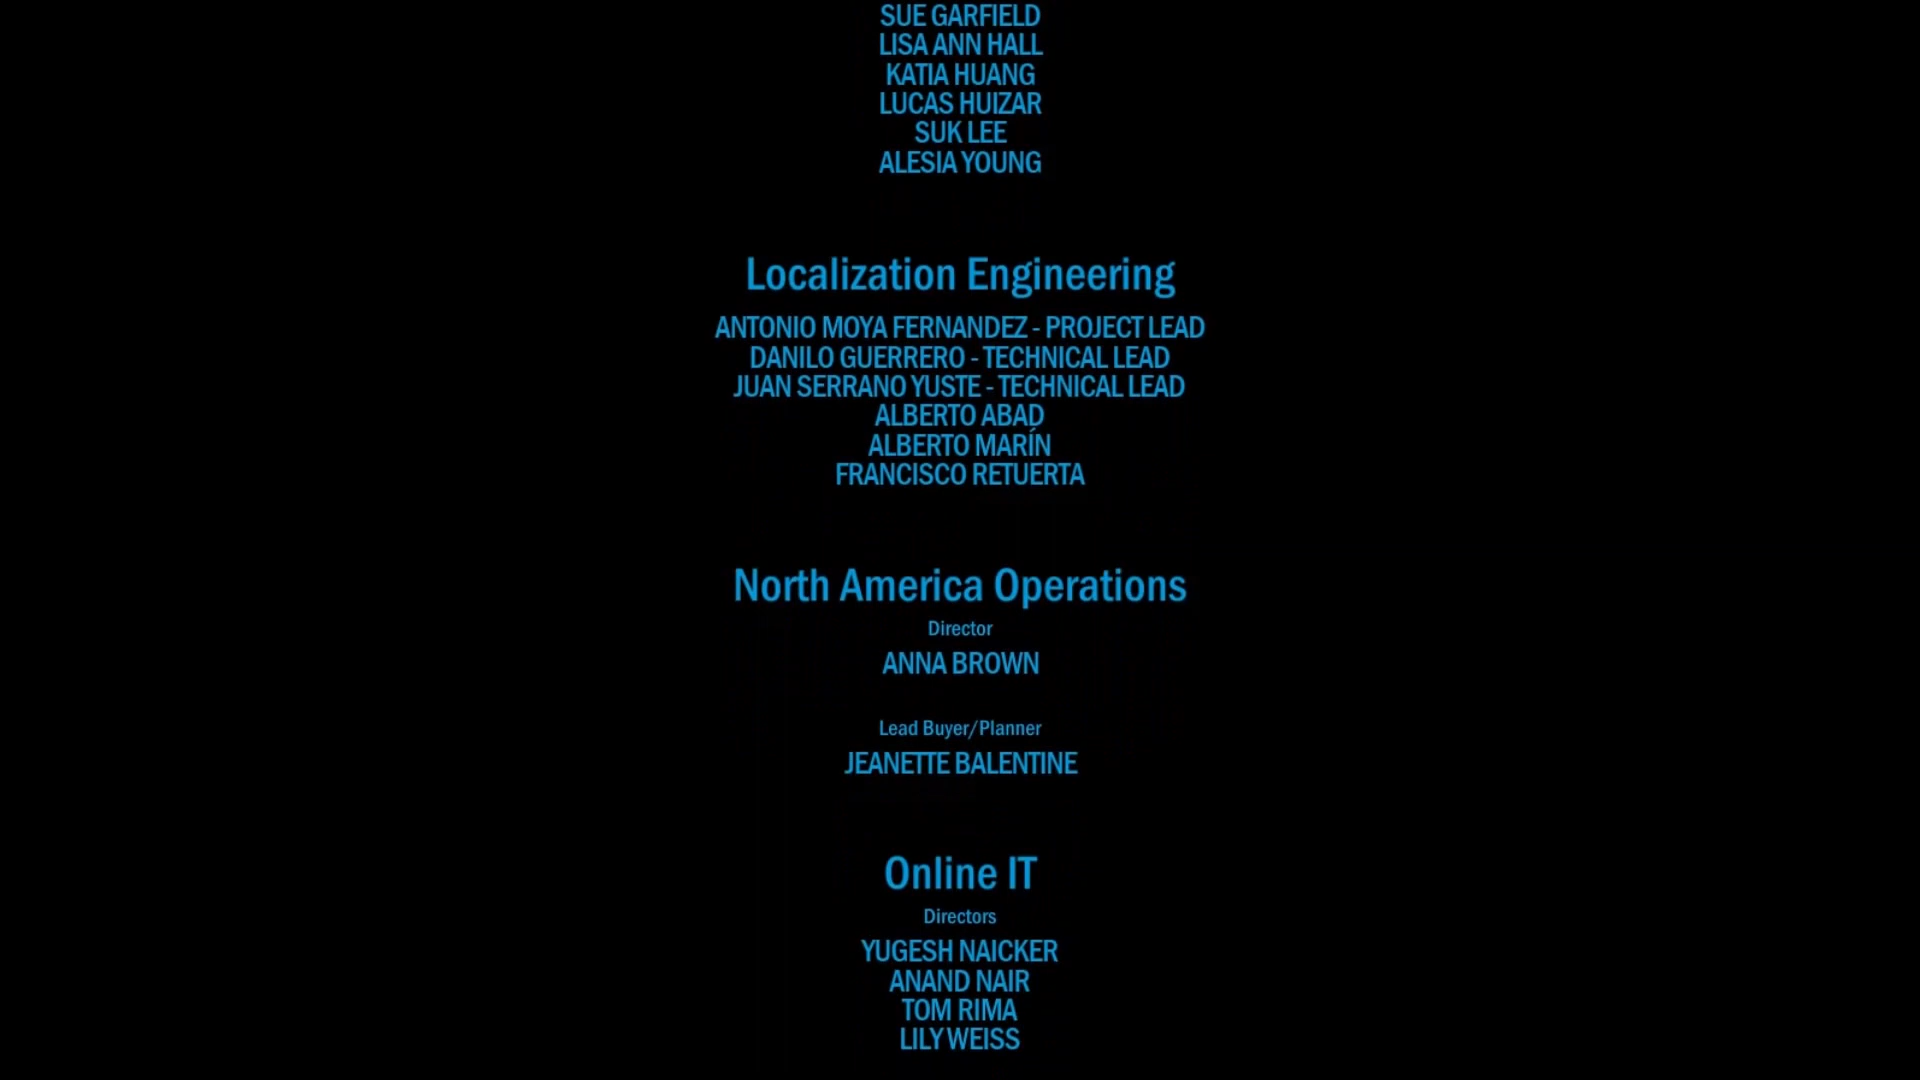 SUE GARFIELD
LISA ANN HALL
KATIA HUANG
LUCAS HUIZAR
SUK LEE
ALESIA YOUNG
Localization Engineering
ANTONIO MOYA FERNANDEZ - PROJECT LEAD
DANILO GUERRERO - TECHNICAL LEAD
JUAN SERRANO YUSTE - TECHNICAL LEAD
ALBERTO ABAD
ALBERTO MARÍN
FRANCISCO RETUERTA
North America Operations
Director
ANNA BROWN
Lead Buyer/Planner
JEANETTE BALENTINE
Online IT
Directors
YUGESH NAICKER
ANAND NAIR
TOM RIMA
LILY WEISS